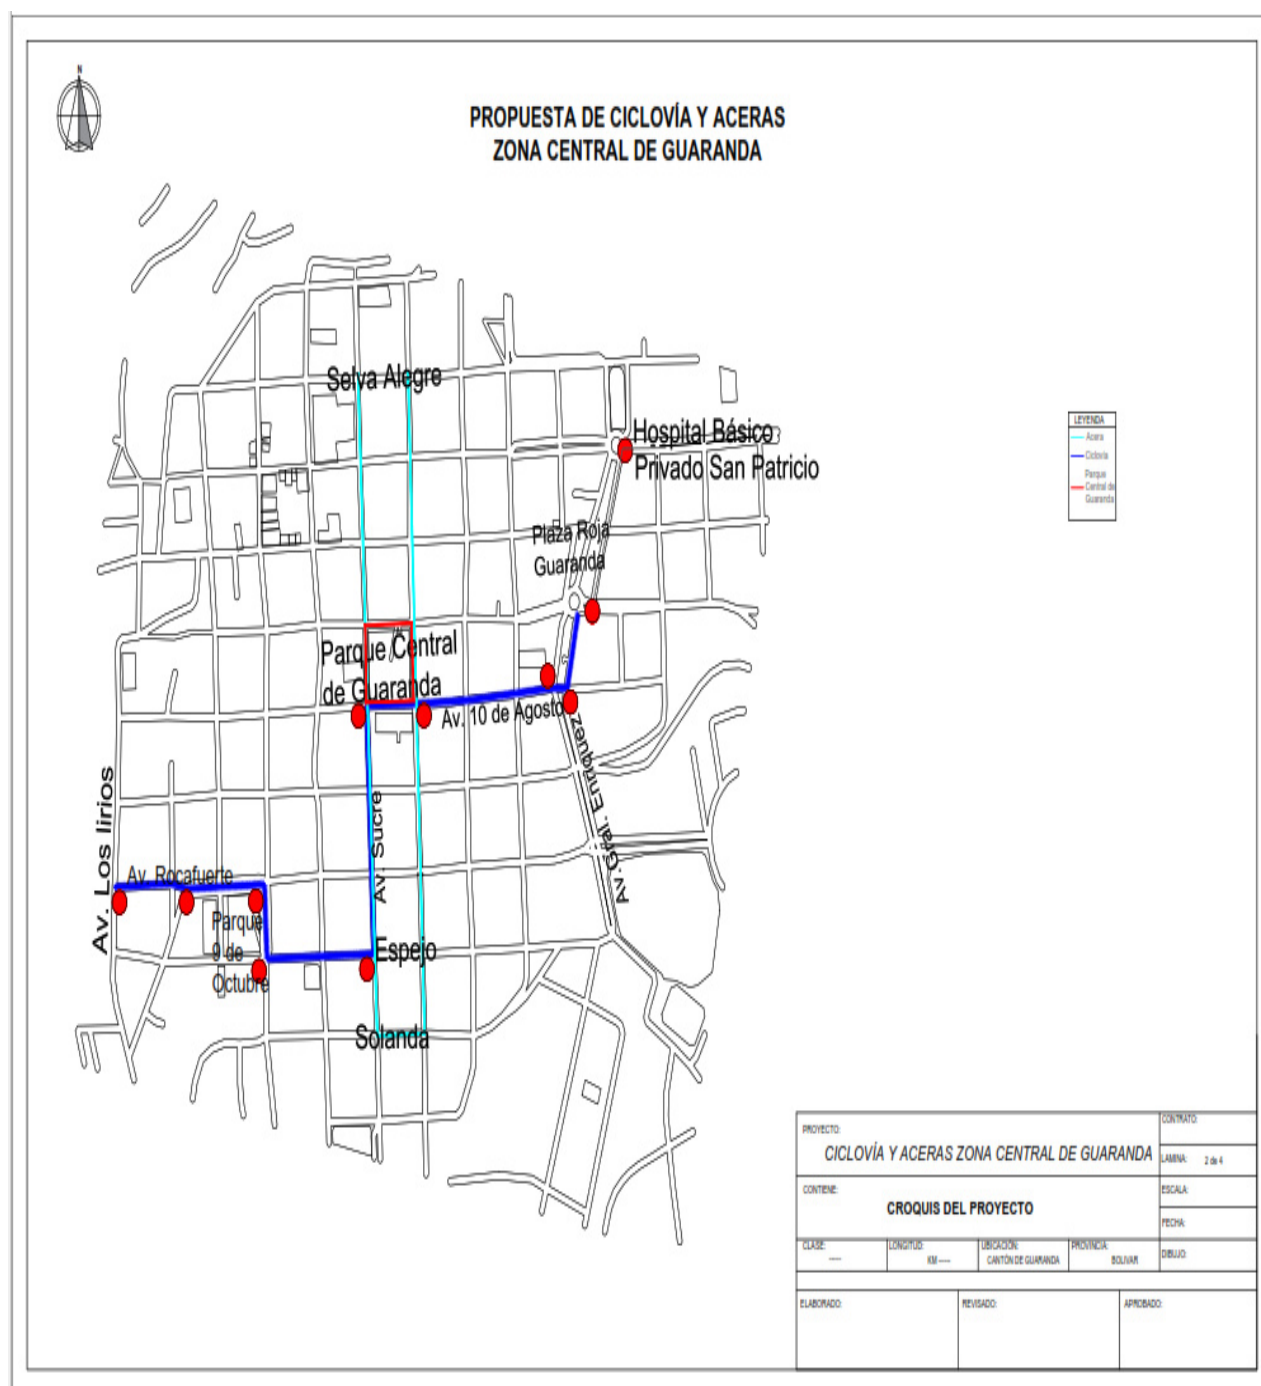 N
PROPUESTA DE CICLOVÍA Y ACERAS
ZONA CENTRAL DE GUARANDA
Selva Alegre
Hospital Básico
Privado San Patricio
LEYENDA
Acera
Ciclovía
Parque
Central de
Guaranda
Plaza Roja
Guaranda
Parque Central
de Guaranda
Av. 10 de Agosto
Av. Gral. Enriquez
Av. Los lirios
Av. Sucre
Av. Rocafuerte
Parque
9 de
Octubre
Espejo
Solanda
PROYECTO:
CICLOVÍA Y ACERAS ZONA CENTRAL DE GUARANDA
CONTRATO:
LAMINA: 2 de 4
CONTIENE:
CROQUIS DEL PROYECTO
ESCALA:
FECHA:
CLASE: -----
LONGITUD: KM -----
UBICACIÓN: CANTÓN DE GUARANDA
PROVINCIA: BOLIVAR
DIBUJO:
ELABORADO:
REVISADO:
APROBADO: